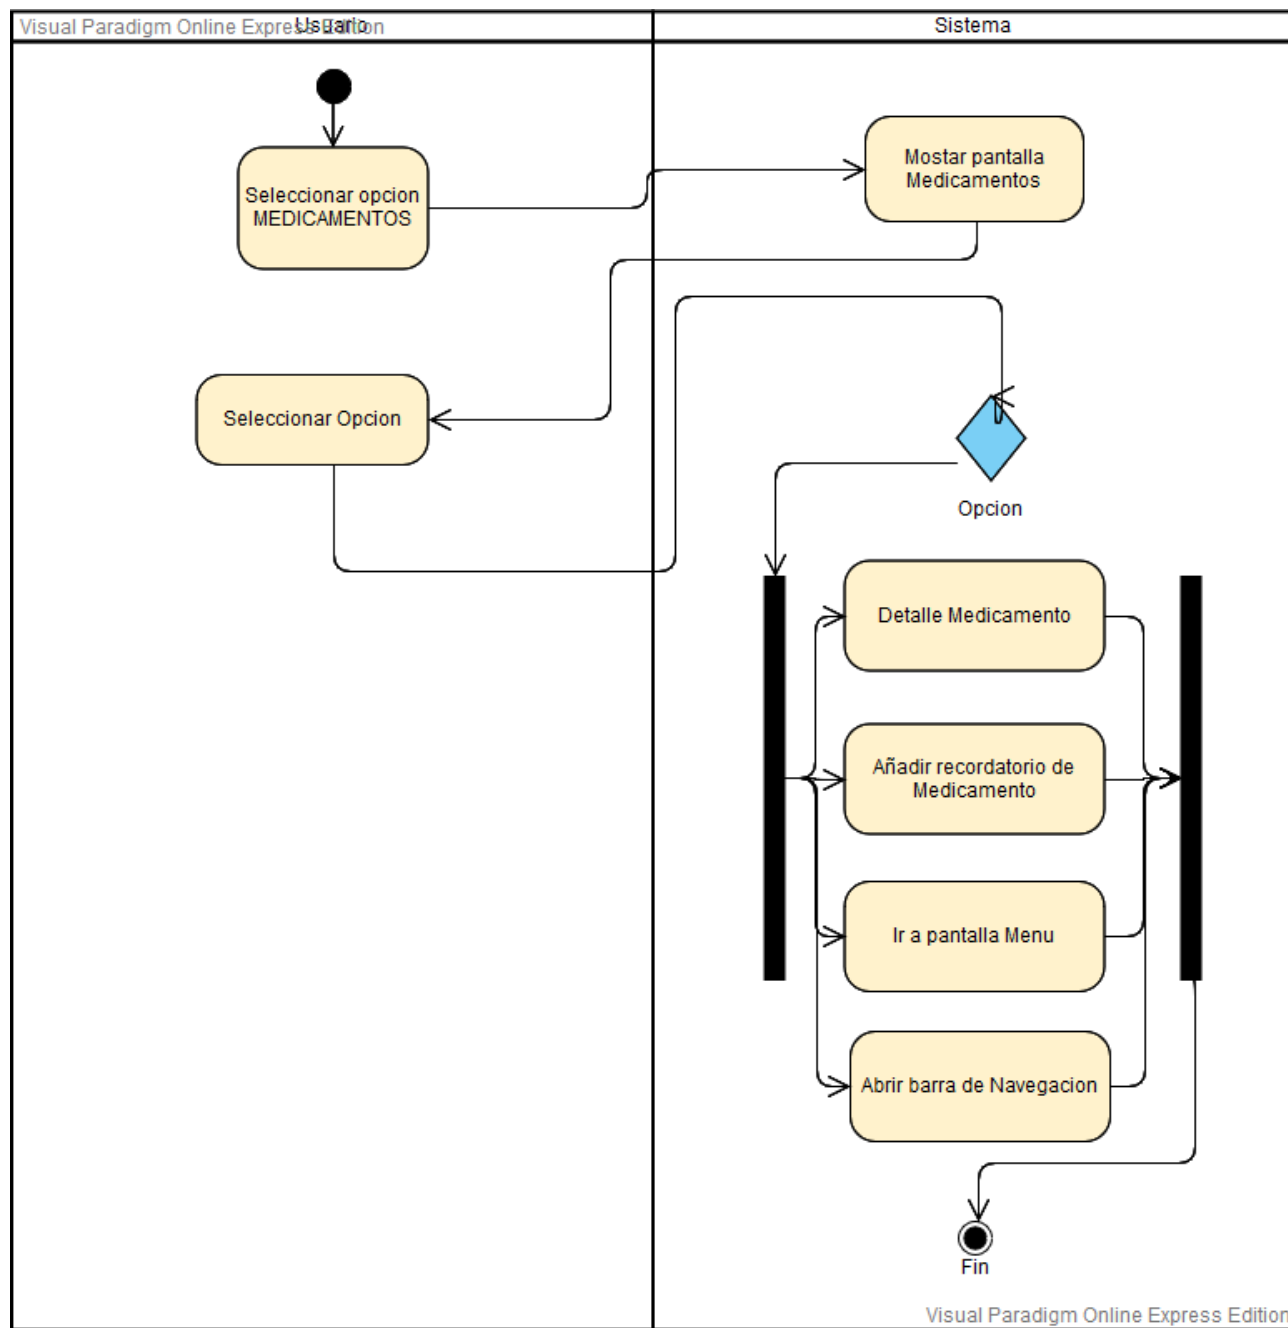 Visual Paradigm Online Express Edition
Usuario
Sistema
Seleccionar opcion
MEDICAMENTOS
Mostar pantalla
Medicamentos
Seleccionar Opcion
Opcion
Detalle Medicamento
Añadir recordatorio de
Medicamento
Ir a pantalla Menu
Abrir barra de Navegacion
Fin
Visual Paradigm Online Express Edition